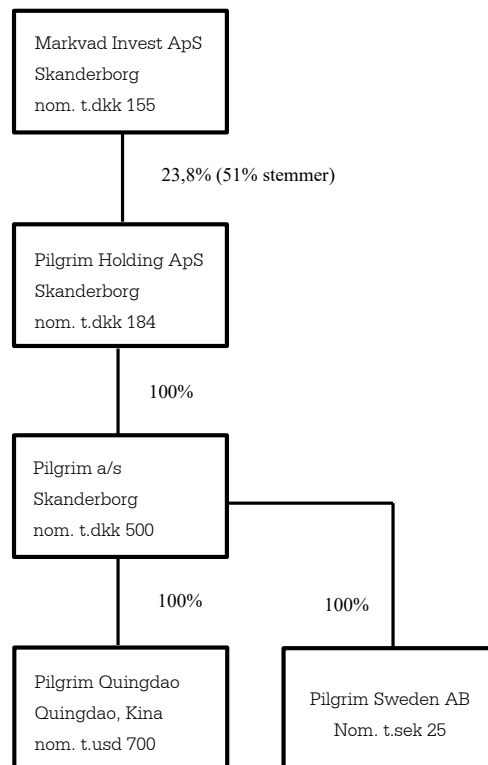 Markvad Invest ApS
Skanderborg
nom. t.dkk 155
23,8% (51% stemmer)
Pilgrim Holding ApS
Skanderborg
nom. t.dkk 184
100%
Pilgrim a/s
Skanderborg
nom. t.dkk 500
100%
100%
Pilgrim Quingdao
Quingdao, Kina
nom. t.usd 700
Pilgrim Sweden AB
Nom. t.sek 25